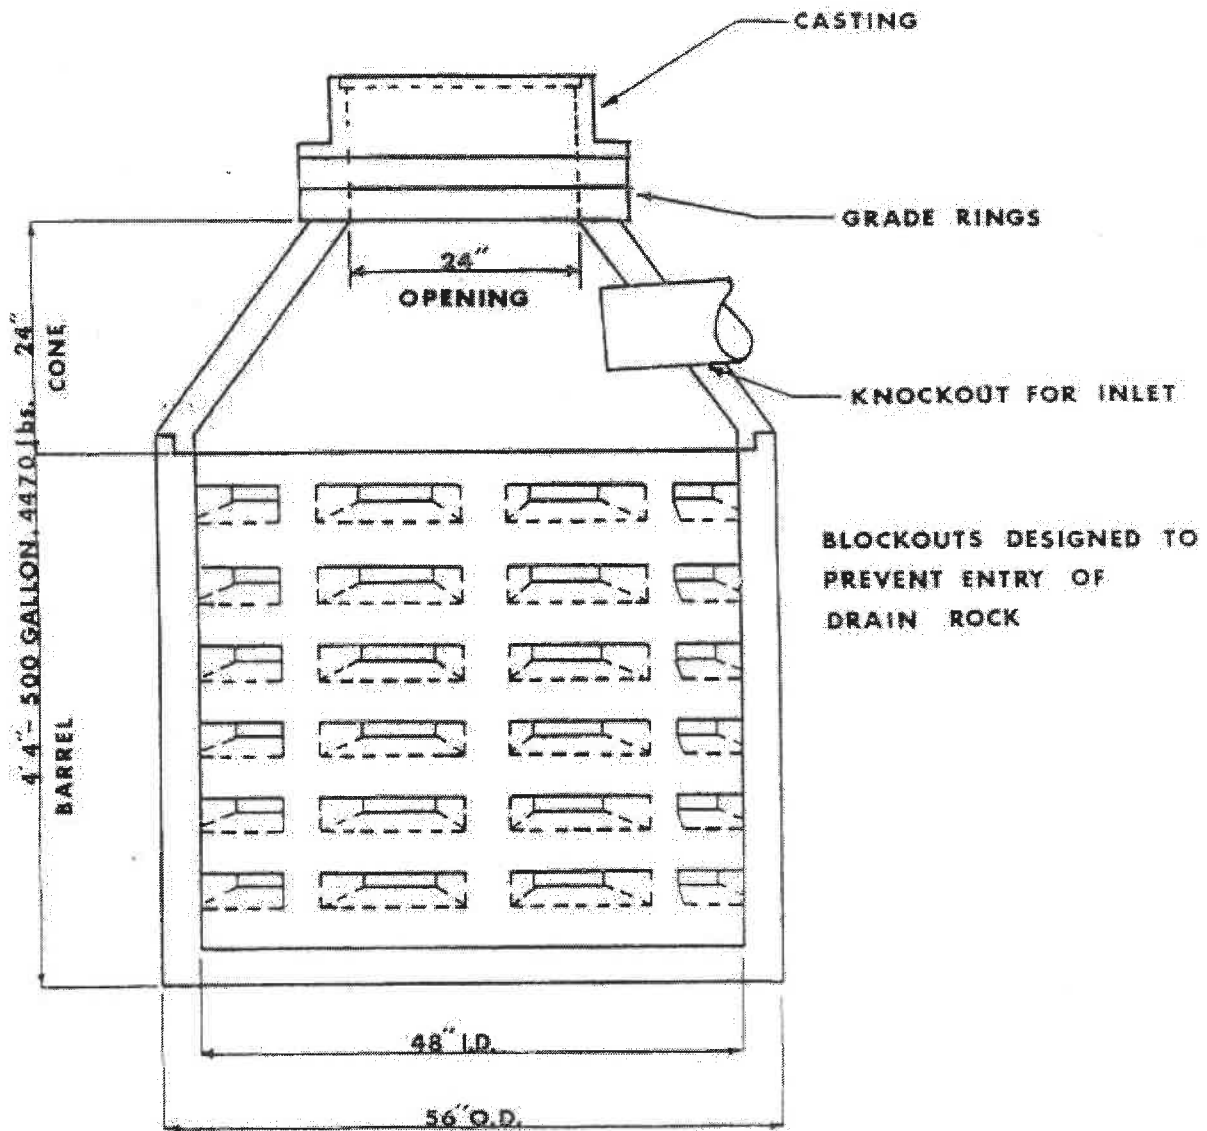 CASTING
GRADE RINGS
24"
OPENING
24"
CONE
KNOCKOUT FOR INLET
BLOCKOUTS DESIGNED TO
PREVENT ENTRY OF
DRAIN ROCK
4'4"- 500 GALLON, 4470 lbs.
BARREL
48" I.D.
56" O.D.